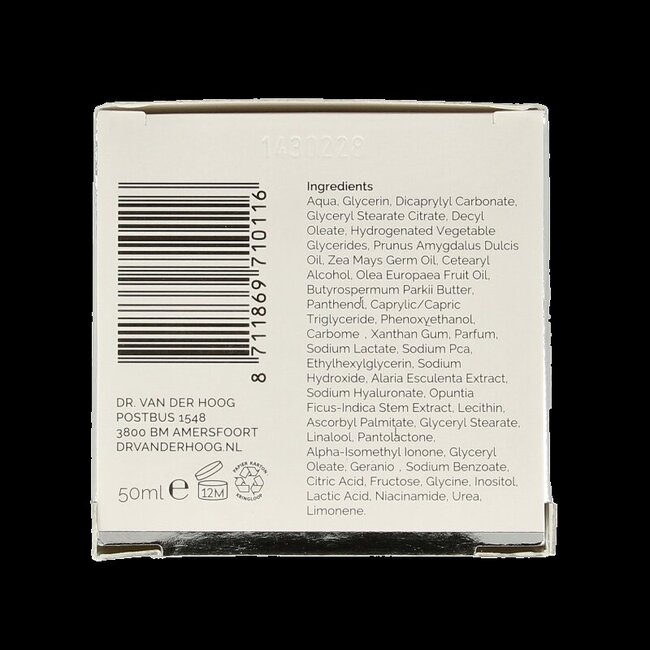 1430228
8 711869 710116
DR. VAN DER HOOG
POSTBUS 1548
3800 BM AMERSFOORT
DRVANDERHOOG.NL
50ml e
12M
PAPIER KARTON
KRINGLOOP
Ingredients
Aqua, Glycerin, Dicaprylyl Carbonate,
Glyceryl Stearate Citrate, Decyl
Oleate, Hydrogenated Vegetable
Glycerides, Prunus Amygdalus Dulcis
Oil, Zea Mays Germ Oil, Cetearyl
Alcohol, Olea Europaea Fruit Oil,
Butyrospermum Parkii Butter,
Panthenol, Caprylic/Capric
Triglyceride, Phenoxyethanol,
Carbome , Xanthan Gum, Parfum,
Sodium Lactate, Sodium Pca,
Ethylhexylglycerin, Sodium
Hydroxide, Alaria Esculenta Extract,
Sodium Hyaluronate, Opuntia
Ficus-Indica Stem Extract, Lecithin,
Ascorbyl Palmitate, Glyceryl Stearate,
Linalool, Pantolactone,
Alpha-Isomethyl Ionone, Glyceryl
Oleate, Geranio , Sodium Benzoate,
Citric Acid, Fructose, Glycine, Inositol,
Lactic Acid, Niacinamide, Urea,
Limonene.